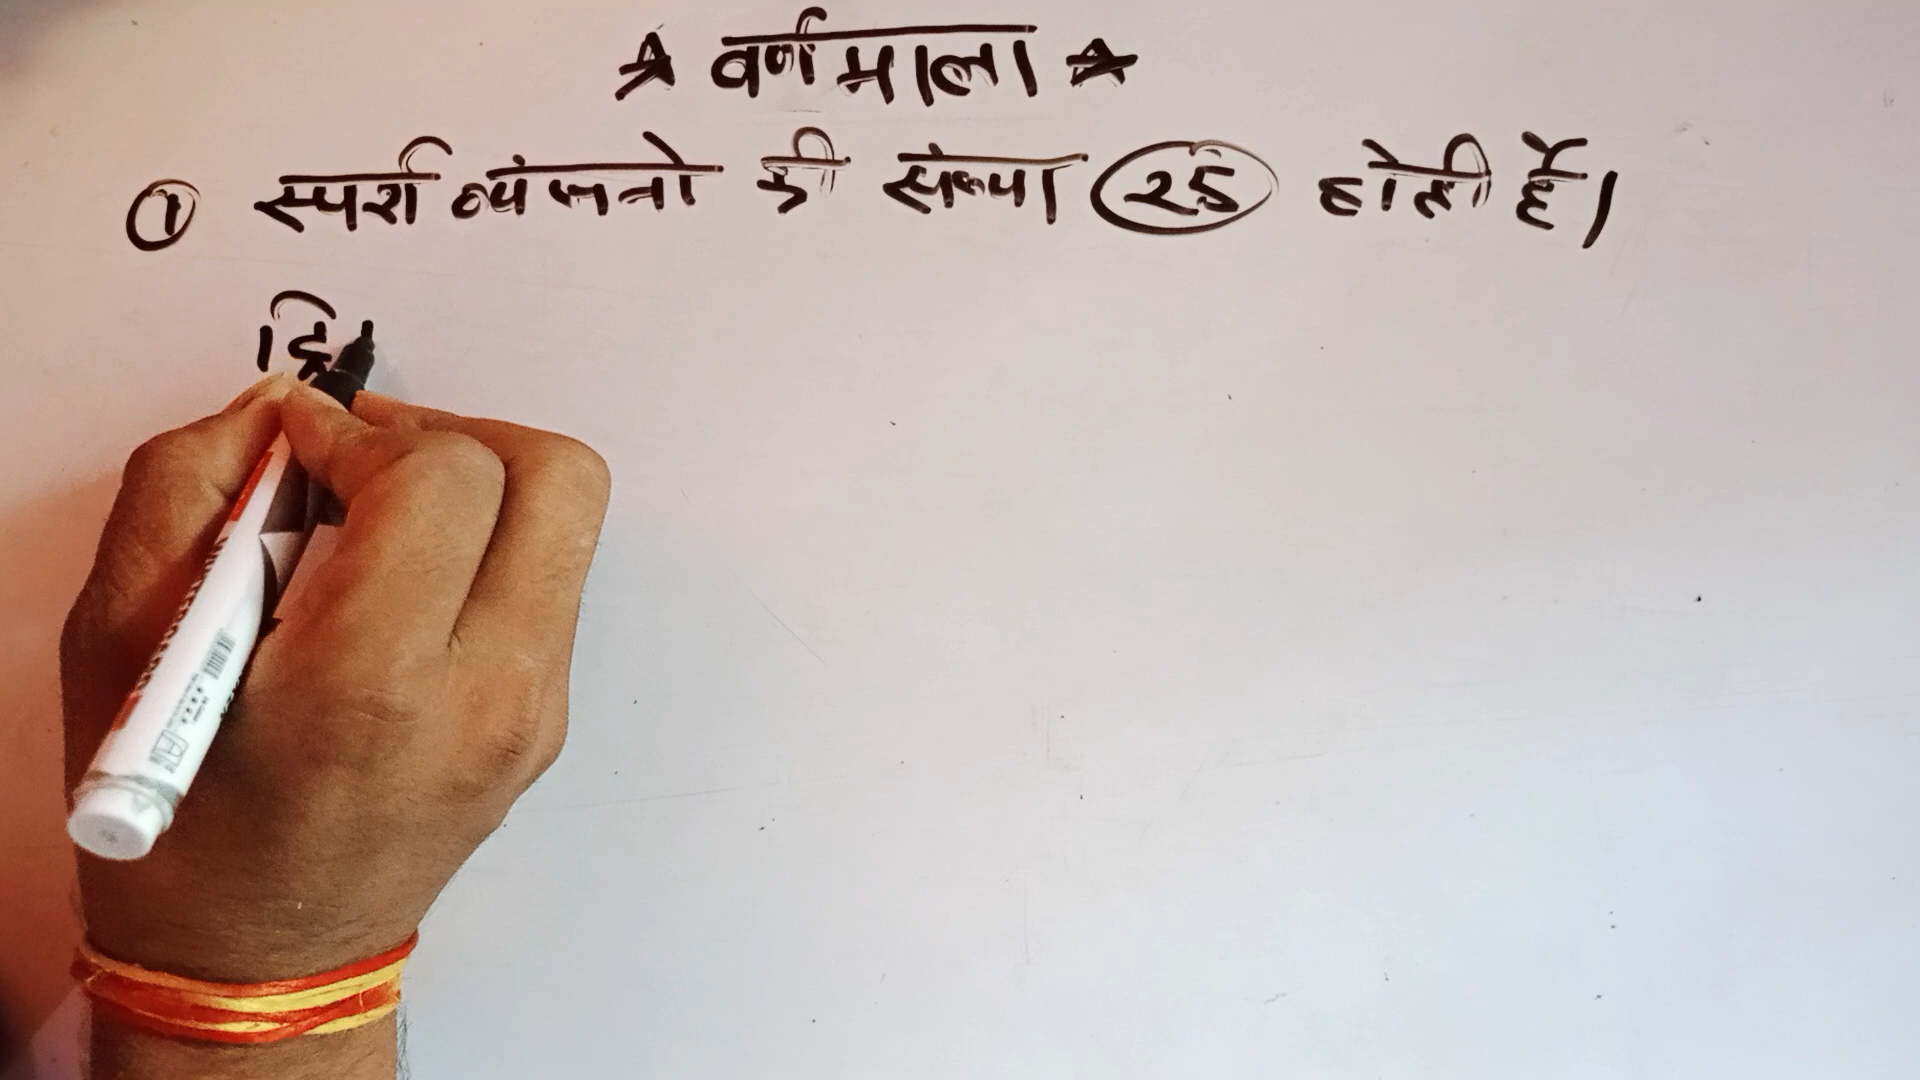 ★ वर्णमाला ★
① स्पर्श व्यंजनो की संख्या 25 होती है।